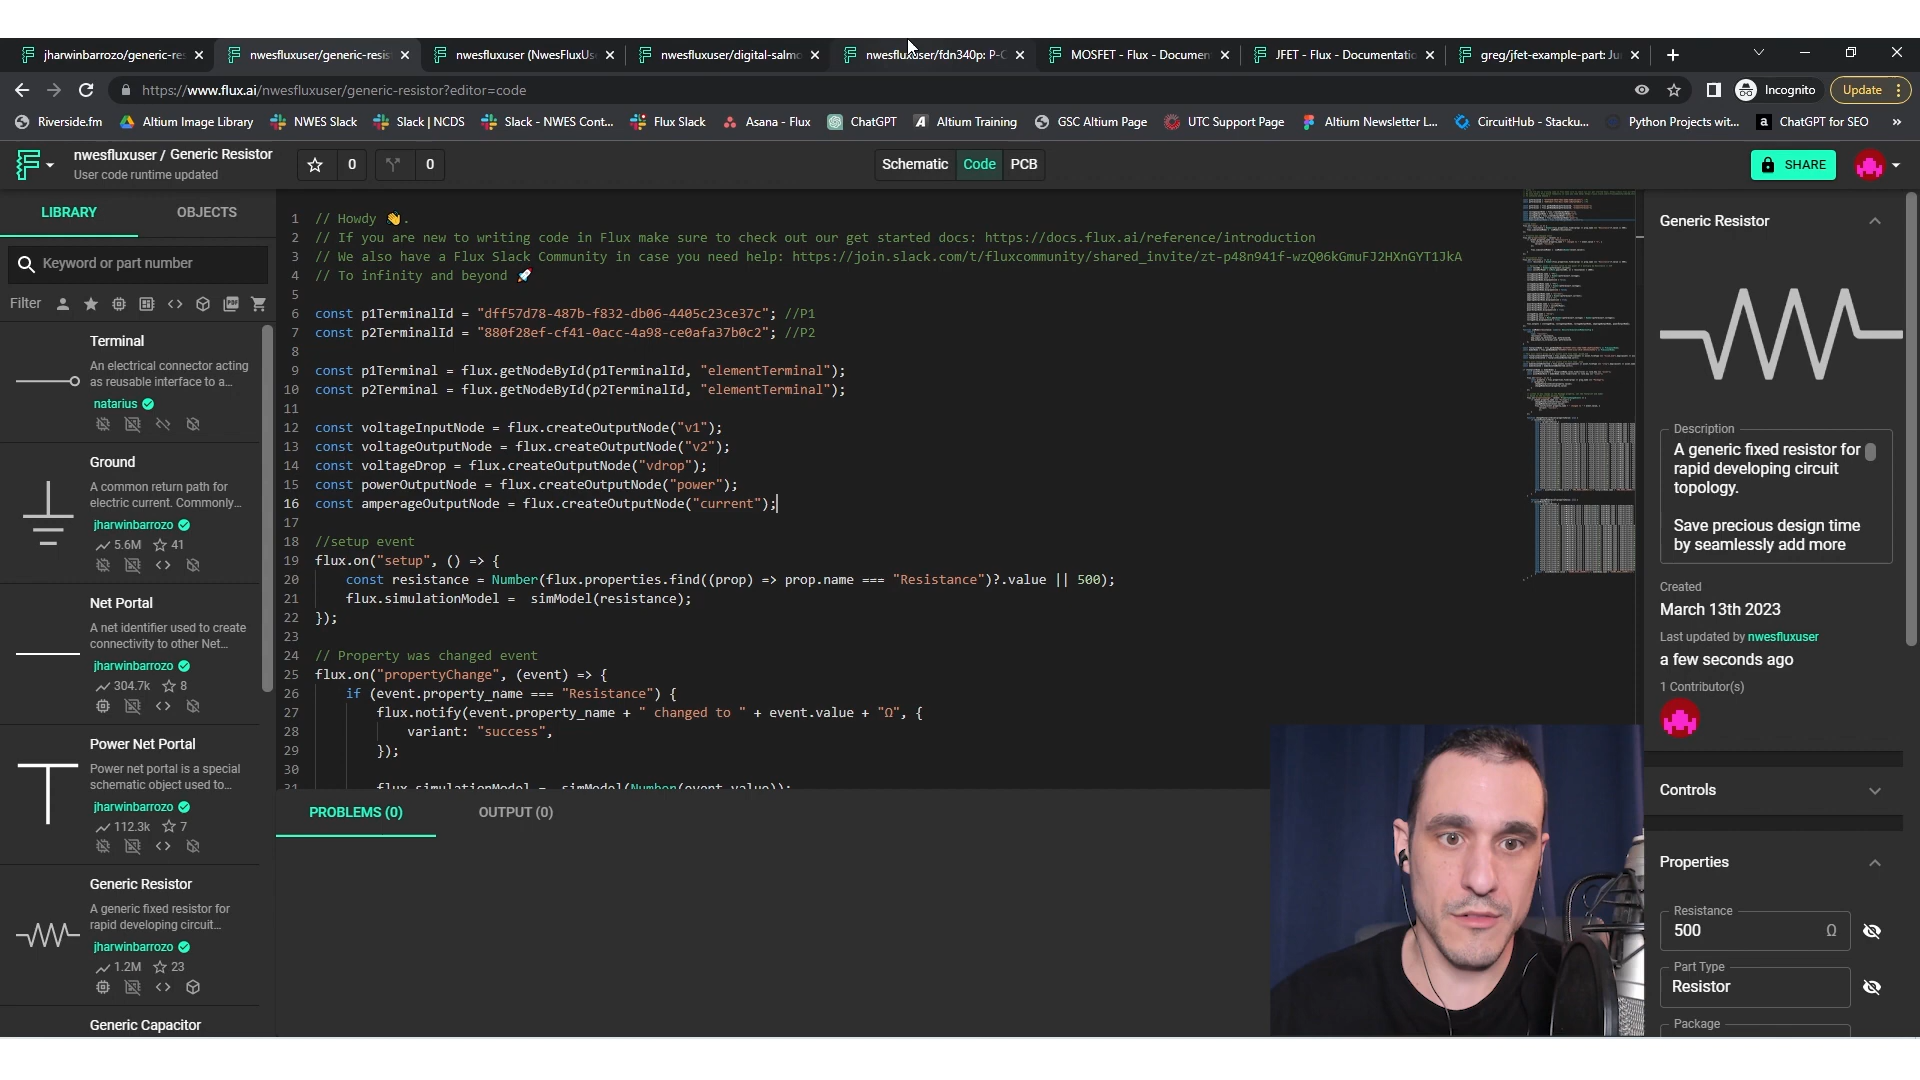 jharwinbarrozo/generic-res
nwesfluxuser/generic-resis
nwesfluxuser (NwesFluxUs
nwesfluxuser/digital-salmo
nwesfluxuser/fdn340p: P-C
MOSFET - Flux - Documen
JFET - Flux - Documentatio
greg/jfet-example-part: Ju
https://www.flux.ai/nwesfluxuser/generic-resistor?editor=code
Incognito
Update
Riverside.fm
Altium Image Library
NWES Slack
Slack | NCDS
Slack - NWES Cont...
Flux Slack
Asana - Flux
ChatGPT
Altium Training
GSC Altium Page
UTC Support Page
Altium Newsletter L...
CircuitHub - Stacku...
Python Projects wit...
ChatGPT for SEO
»
nwesfluxuser / Generic Resistor
User code runtime updated
0
0
Schematic
Code
PCB
SHARE
LIBRARY
OBJECTS
Keyword or part number
Filter
Terminal
An electrical connector acting
as reusable interface to a...
natarius
Ground
A common return path for
electric current. Commonly...
jharwinbarrozo
5.6M
41
Net Portal
A net identifier used to create
connectivity to other Net...
jharwinbarrozo
304.7k
8
Power Net Portal
Power net portal is a special
schematic object used to...
jharwinbarrozo
112.3k
7
Generic Resistor
A generic fixed resistor for
rapid developing circuit...
jharwinbarrozo
1.2M
23
Generic Capacitor
1 // Howdy 👋.
2 // If you are new to writing code in Flux make sure to check out our get started docs: https://docs.flux.ai/reference/introduction
3 // We also have a Flux Slack Community in case you need help: https://join.slack.com/t/fluxcommunity/shared_invite/zt-p48n941f-wzQ06kGmuFJ2HXnGYT1JkA
4 // To infinity and beyond 🚀
5
6 const p1TerminalId = "dff57d78-487b-f832-db06-4405c23ce37c"; //P1
7 const p2TerminalId = "880f28ef-cf41-0acc-4a98-ce0afa37b0c2"; //P2
8
9 const p1Terminal = flux.getNodeById(p1TerminalId, "elementTerminal");
10 const p2Terminal = flux.getNodeById(p2TerminalId, "elementTerminal");
11
12 const voltageInputNode = flux.createOutputNode("v1");
13 const voltageOutputNode = flux.createOutputNode("v2");
14 const voltageDrop = flux.createOutputNode("vdrop");
15 const powerOutputNode = flux.createOutputNode("power");
16 const amperageOutputNode = flux.createOutputNode("current");
17
18 //setup event
19 flux.on("setup", () => {
20 const resistance = Number(flux.properties.find((prop) => prop.name === "Resistance")?.value || 500);
21 flux.simulationModel = simModel(resistance);
22 });
23
24 // Property was changed event
25 flux.on("propertyChange", (event) => {
26 if (event.property_name === "Resistance") {
27 flux.notify(event.property_name + " changed to " + event.value + "Ω", {
28 variant: "success",
29 });
30
31 flux.simulationModel = simModel(Number(event.value));
PROBLEMS (0)
OUTPUT (0)
Generic Resistor
Description
A generic fixed resistor for
rapid developing circuit
topology.
Save precious design time
by seamlessly add more
Created
March 13th 2023
Last updated by nwesfluxuser
a few seconds ago
1 Contributor(s)
Controls
Properties
Resistance
500 Ω
Part Type
Resistor
Package